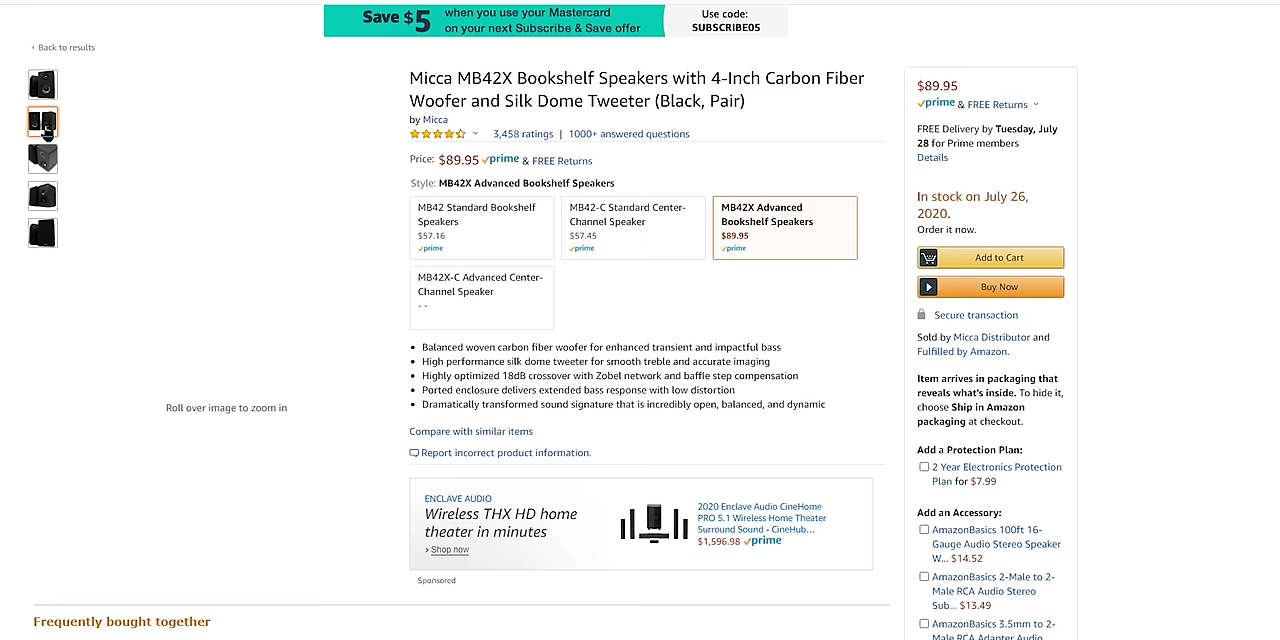 Save $5 when you use your Mastercard
on your next Subscribe & Save offer
Use code:
SUBSCRIBE05
‹ Back to results
Micca MB42X Bookshelf Speakers with 4-Inch Carbon Fiber
Woofer and Silk Dome Tweeter (Black, Pair)
by Micca
3,458 ratings | 1000+ answered questions
Price: $89.95 prime & FREE Returns
Style: MB42X Advanced Bookshelf Speakers
MB42 Standard Bookshelf
Speakers
$57.16
prime
MB42-C Standard Center-
Channel Speaker
$57.45
prime
MB42X Advanced
Bookshelf Speakers
$89.95
prime
MB42X-C Advanced Center-
Channel Speaker
- -
• Balanced woven carbon fiber woofer for enhanced transient and impactful bass
• High performance silk dome tweeter for smooth treble and accurate imaging
• Highly optimized 18dB crossover with Zobel network and baffle step compensation
• Ported enclosure delivers extended bass response with low distortion
• Dramatically transformed sound signature that is incredibly open, balanced, and dynamic
Roll over image to zoom in
Compare with similar items
Report incorrect product information.
ENCLAVE AUDIO
Wireless THX HD home
theater in minutes
› Shop now
2020 Enclave Audio CineHome
PRO 5.1 Wireless Home Theater
Surround Sound - CineHub...
$1,596.98 prime
Sponsored
Frequently bought together
$89.95
prime & FREE Returns
FREE Delivery by Tuesday, July
28 for Prime members
Details
In stock on July 26,
2020.
Order it now.
Add to Cart
Buy Now
Secure transaction
Sold by Micca Distributor and
Fulfilled by Amazon.
Item arrives in packaging that
reveals what's inside. To hide it,
choose Ship in Amazon
packaging at checkout.
Add a Protection Plan:
2 Year Electronics Protection
Plan for $7.99
Add an Accessory:
AmazonBasics 100ft 16-
Gauge Audio Stereo Speaker
W... $14.52
AmazonBasics 2-Male to 2-
Male RCA Audio Stereo
Sub... $13.49
AmazonBasics 3.5mm to 2-
Male RCA Adapter Audio